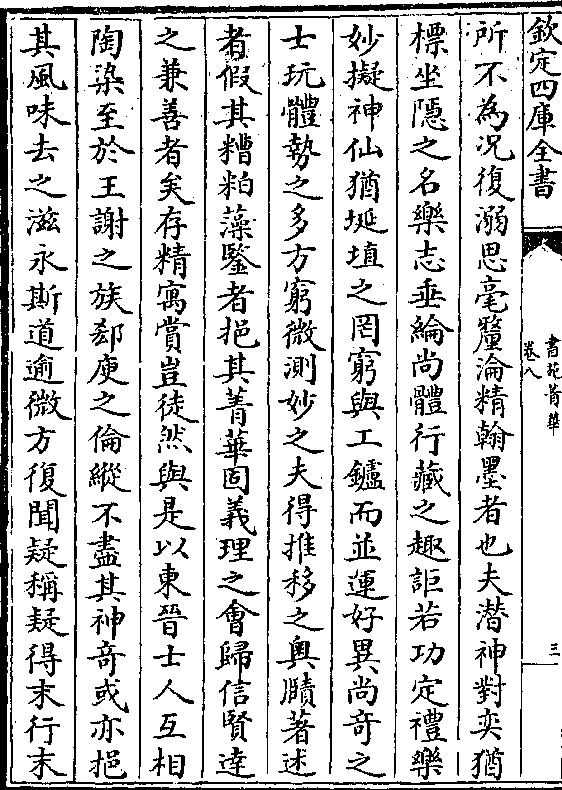 欽定四庫全書
書苑菁華
卷八
三
所不為况復溺思毫釐淪精翰墨者也夫潛神對奕猶
標坐隱之名樂志垂綸尚體行藏之趣詎若功定禮樂
妙擬神仙猶埏埴之罔窮與工鑪而並運好異尚奇之
士玩體勢之多方窮微測妙之夫得推移之奥賾著述
者假其糟粕藻鑒者挹其菁華固義理之會歸信賢達
之兼善者矣存精寓賞豈徒然與是以東晉士人互相
陶染至於王謝之族郄庾之倫縱不盡其神奇或亦挹
其風味去之滋永斯道逾微方復聞疑稱疑得末行末